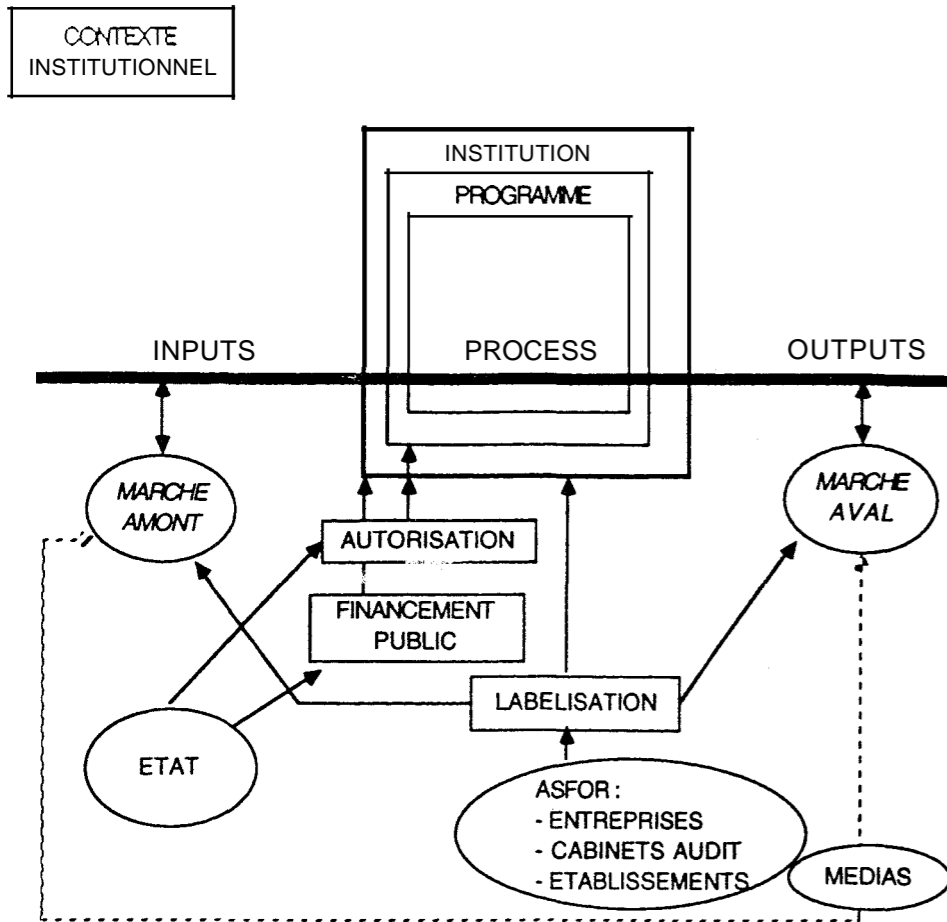 CONTEXTE
INSTITUTIONNEL
INSTITUTION
PROGRAMME
INPUTS
PROCESS
OUTPUTS
MARCHE
AMONT
MARCHE
AVAL
AUTORISATION
FINANCEMENT
PUBLIC
LABELISATION
ETAT
ASFOR :
- ENTREPRISES
- CABINETS AUDIT
- ETABLISSEMENTS
MEDIAS